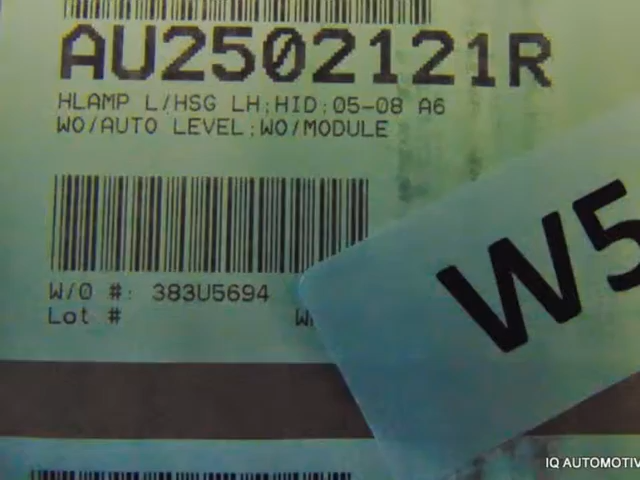 AU2502121R
HLAMP L/HSG LH;HID;05-08 A6
WO/AUTO LEVEL;WO/MODULE
W/O #: 383U5694
Lot #
W5
IQ AUTOMOTIV